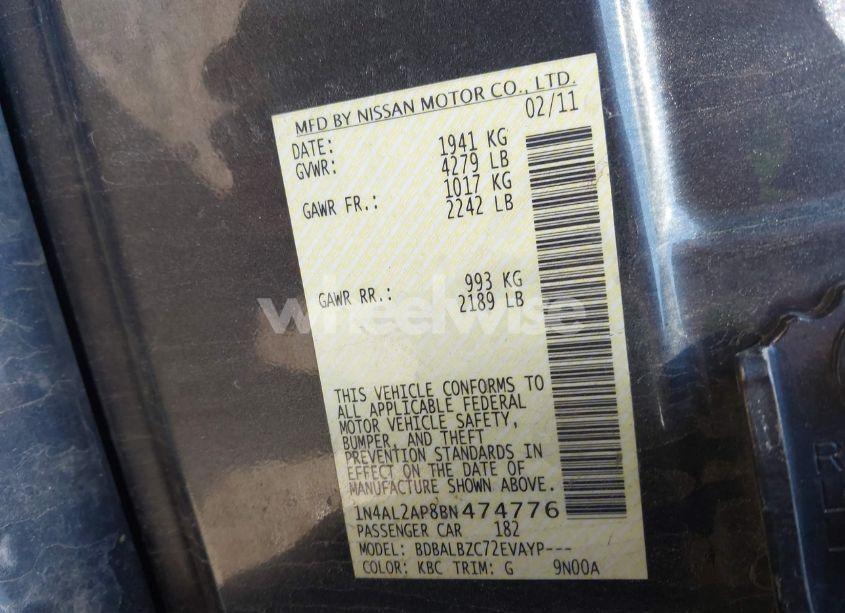 MFD BY NISSAN MOTOR CO., LTD.
DATE: 02/11
GVWR: 1941 KG
4279 LB
GAWR FR.: 1017 KG
2242 LB
GAWR RR.: 993 KG
2189 LB
wheelwise
THIS VEHICLE CONFORMS TO
ALL APPLICABLE FEDERAL
MOTOR VEHICLE SAFETY,
BUMPER, AND THEFT
PREVENTION STANDARDS IN
EFFECT ON THE DATE OF
MANUFACTURE SHOWN ABOVE.
1N4AL2AP8BN474776
PASSENGER CAR 182
MODEL: BDBALBZC72EVAYP---
COLOR: KBC TRIM: G 9N00A